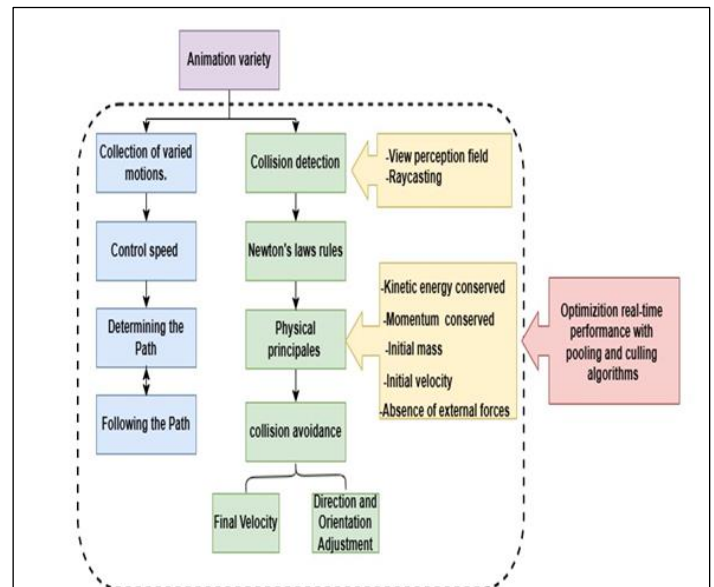 Animation variety
Collection of varied
motions.
Control speed
Determining the
Path
Following the Path
Collision detection
Newton's laws rules
Physical
principales
collision avoidance
Final Velocity
Direction and
Orientation
Adjustment
-View perception field
-Raycasting
-Kinetic energy conserved
-Momentum conserved
-Initial mass
-Initial velocity
-Absence of external forces
Optimizition real-time
performance with
pooling and culling
algorithms